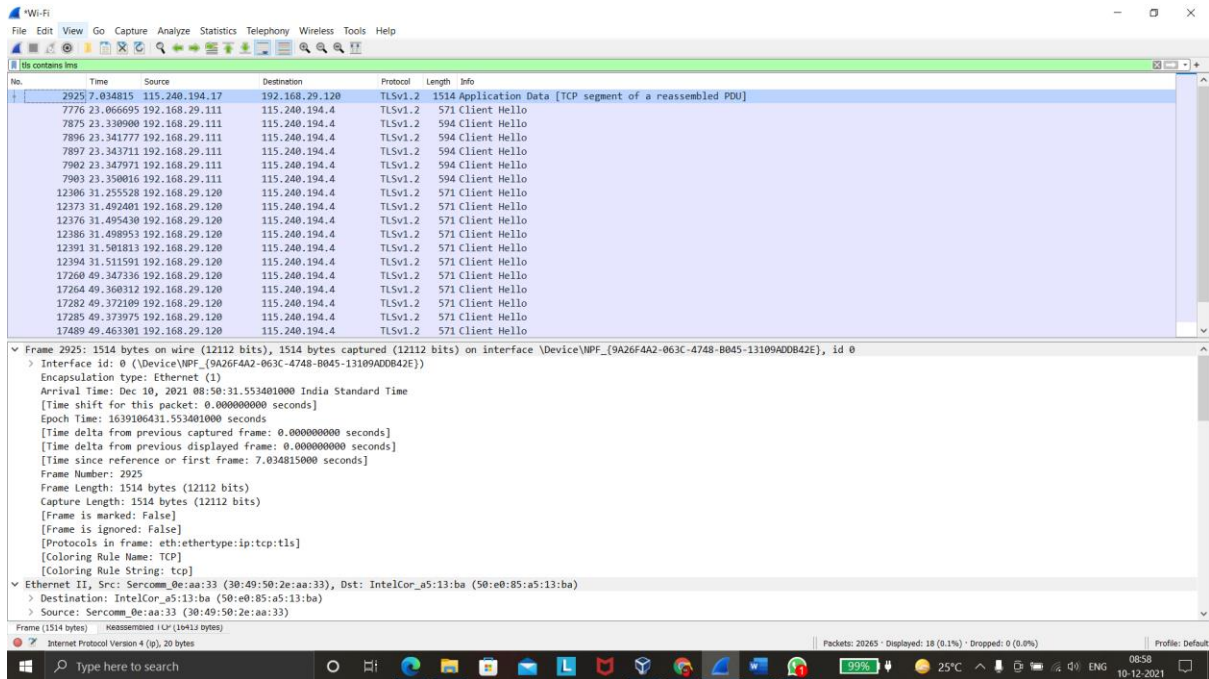 *Wi-Fi
File Edit View Go Capture Analyze Statistics Telephony Wireless Tools Help
tls contains lms
No. Time Source Destination Protocol Length Info
2925 7.034815 115.240.194.17 192.168.29.120 TLSv1.2 1514 Application Data [TCP segment of a reassembled PDU]
7776 23.066695 192.168.29.111 115.240.194.4 TLSv1.2 571 Client Hello
7875 23.330900 192.168.29.111 115.240.194.4 TLSv1.2 594 Client Hello
7896 23.341777 192.168.29.111 115.240.194.4 TLSv1.2 594 Client Hello
7897 23.343711 192.168.29.111 115.240.194.4 TLSv1.2 594 Client Hello
7902 23.347971 192.168.29.111 115.240.194.4 TLSv1.2 594 Client Hello
7903 23.350016 192.168.29.111 115.240.194.4 TLSv1.2 594 Client Hello
12306 31.255528 192.168.29.120 115.240.194.4 TLSv1.2 571 Client Hello
12373 31.492401 192.168.29.120 115.240.194.4 TLSv1.2 571 Client Hello
12376 31.495430 192.168.29.120 115.240.194.4 TLSv1.2 571 Client Hello
12386 31.498953 192.168.29.120 115.240.194.4 TLSv1.2 571 Client Hello
12391 31.501813 192.168.29.120 115.240.194.4 TLSv1.2 571 Client Hello
12394 31.511591 192.168.29.120 115.240.194.4 TLSv1.2 571 Client Hello
17260 49.347336 192.168.29.120 115.240.194.4 TLSv1.2 571 Client Hello
17264 49.360312 192.168.29.120 115.240.194.4 TLSv1.2 571 Client Hello
17282 49.372109 192.168.29.120 115.240.194.4 TLSv1.2 571 Client Hello
17285 49.373975 192.168.29.120 115.240.194.4 TLSv1.2 571 Client Hello
17489 49.463301 192.168.29.120 115.240.194.4 TLSv1.2 571 Client Hello
Frame 2925: 1514 bytes on wire (12112 bits), 1514 bytes captured (12112 bits) on interface \Device\NPF_{9A26F4A2-063C-4748-B045-13109ADDB42E}, id 0
Interface id: 0 (\Device\NPF_{9A26F4A2-063C-4748-B045-13109ADDB42E})
Encapsulation type: Ethernet (1)
Arrival Time: Dec 10, 2021 08:50:31.553401000 India Standard Time
[Time shift for this packet: 0.000000000 seconds]
Epoch Time: 1639106431.553401000 seconds
[Time delta from previous captured frame: 0.000000000 seconds]
[Time delta from previous displayed frame: 0.000000000 seconds]
[Time since reference or first frame: 7.034815000 seconds]
Frame Number: 2925
Frame Length: 1514 bytes (12112 bits)
Capture Length: 1514 bytes (12112 bits)
[Frame is marked: False]
[Frame is ignored: False]
[Protocols in frame: eth:ethertype:ip:tcp:tls]
[Coloring Rule Name: TCP]
[Coloring Rule String: tcp]
Ethernet II, Src: Sercomm_0e:aa:33 (30:49:50:2e:aa:33), Dst: IntelCor_a5:13:ba (50:e0:85:a5:13:ba)
Destination: IntelCor_a5:13:ba (50:e0:85:a5:13:ba)
Source: Sercomm_0e:aa:33 (30:49:50:2e:aa:33)
Frame (1514 bytes) Reassembled TCP (16413 bytes)
Internet Protocol Version 4 (ip), 20 bytes Packets: 20265 · Displayed: 18 (0.1%) · Dropped: 0 (0.0%) Profile: Default
Type here to search 99% 25°C ENG 08:58
10-12-2021